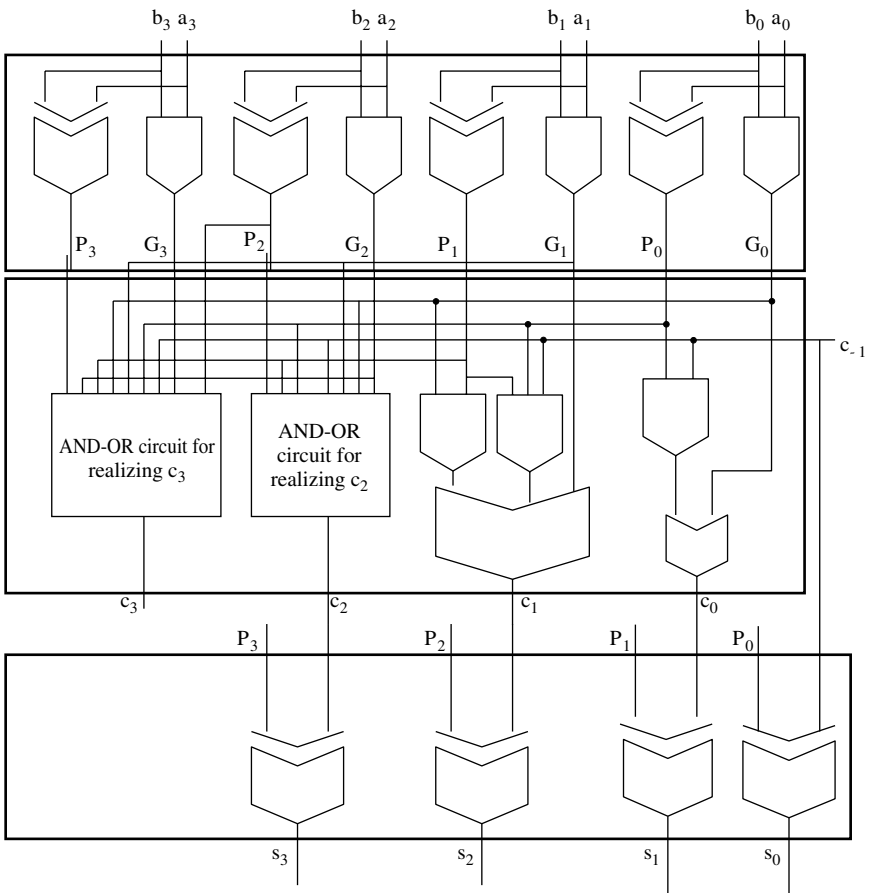 b₃ a₃ b₂ a₂ b₁ a₁ b₀ a₀
P₃ G₃ P₂ G₂ P₁ G₁ P₀ G₀
c₋₁
AND-OR circuit for
realizing c₃
AND-OR
circuit for
realizing c₂
c₃ c₂ c₁ c₀
P₃ P₂ P₁ P₀
s₃ s₂ s₁ s₀